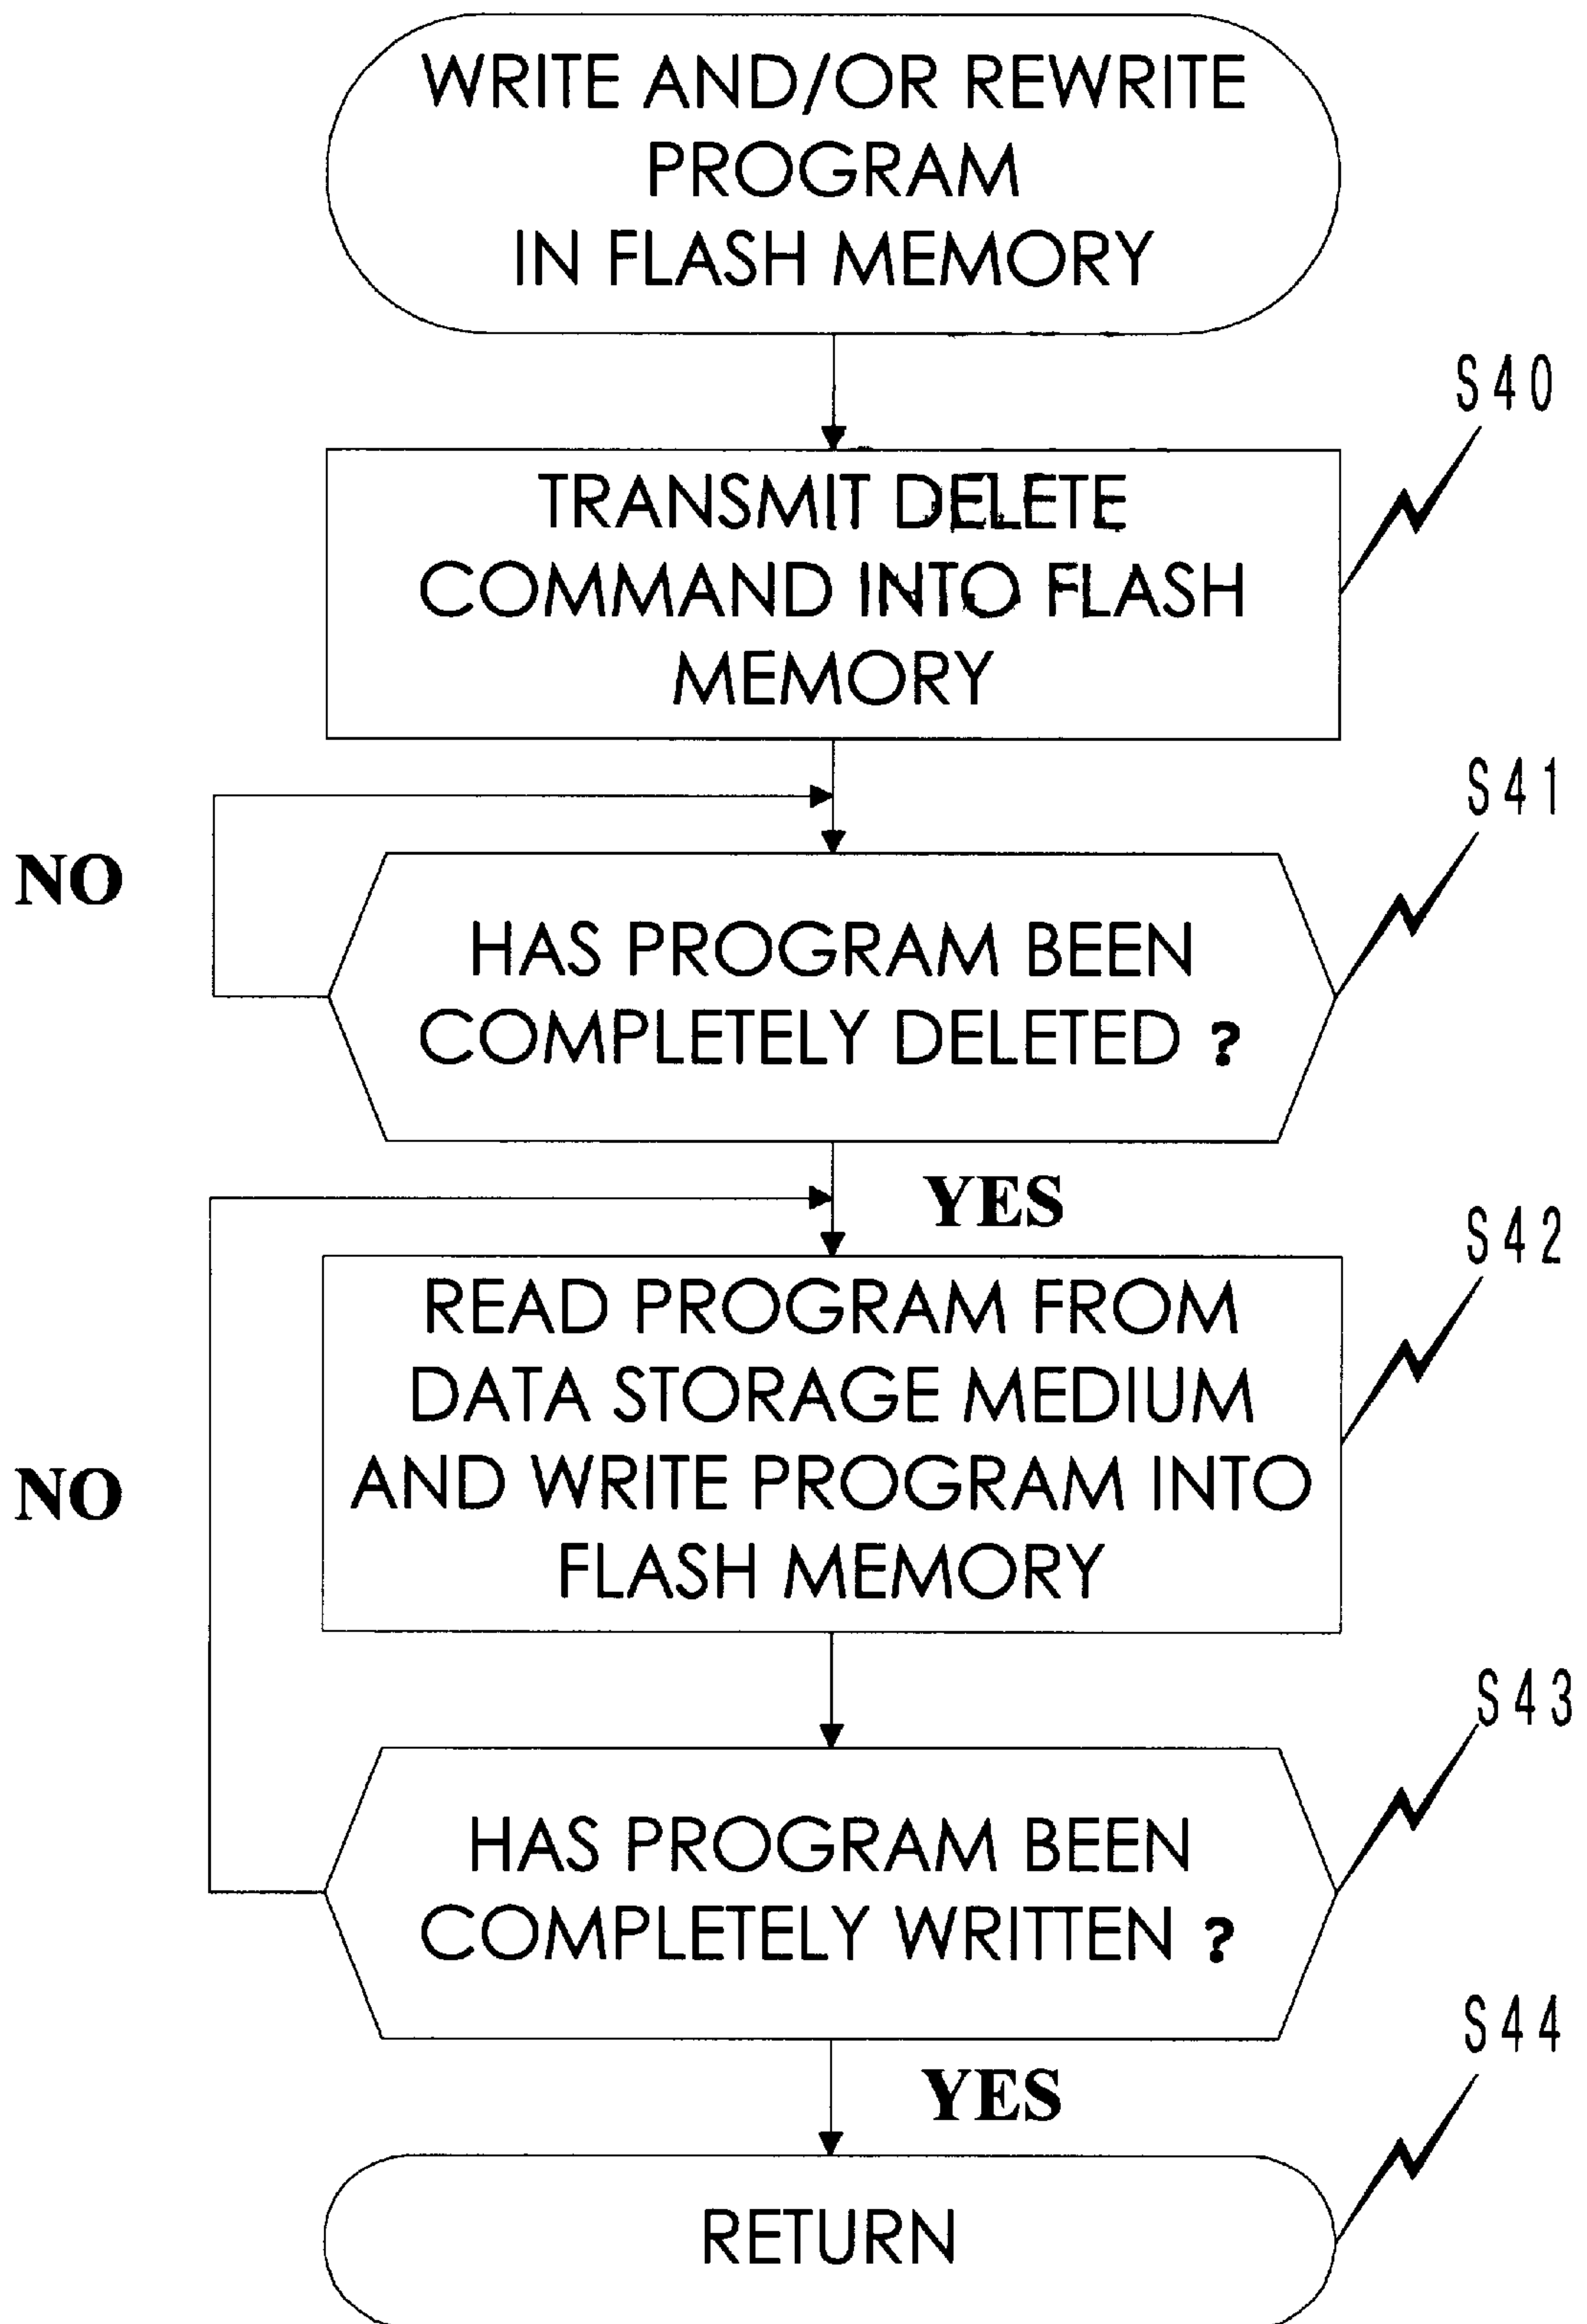 WRITE AND/OR REWRITE
PROGRAM
IN FLASH MEMORY
S40
TRANSMIT DELETE
COMMAND INTO FLASH
MEMORY
S41
NO
HAS PROGRAM BEEN
COMPLETELY DELETED ?
YES
S42
READ PROGRAM FROM
DATA STORAGE MEDIUM
AND WRITE PROGRAM INTO
FLASH MEMORY
NO
S43
HAS PROGRAM BEEN
COMPLETELY WRITTEN ?
S44
YES
RETURN